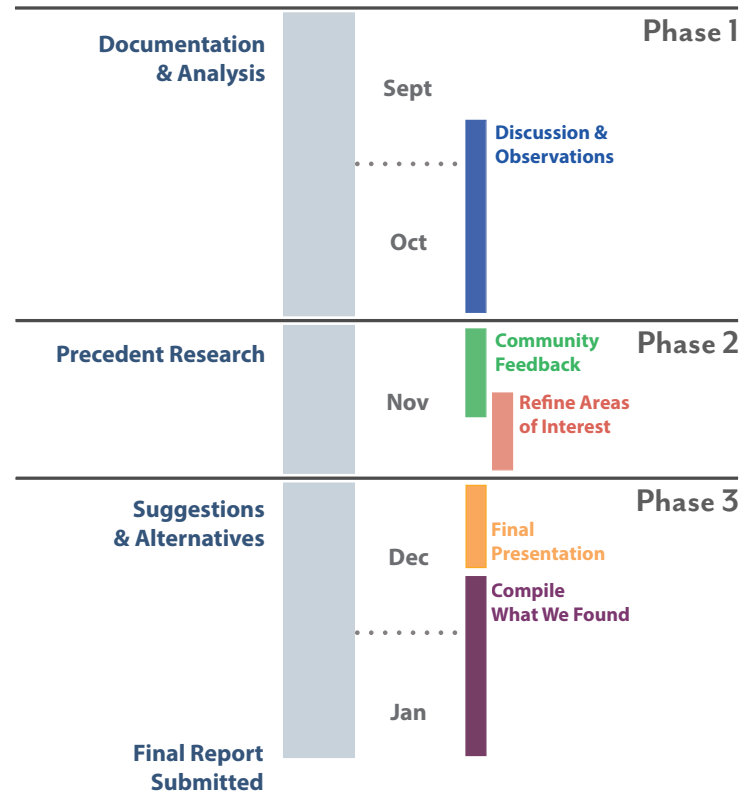 Phase 1
Documentation
& Analysis
Sept
Discussion &
Observations
Oct
Phase 2
Precedent Research
Community
Feedback
Nov
Refine Areas
of Interest
Phase 3
Suggestions
& Alternatives
Final
Presentation
Dec
Compile
What We Found
Jan
Final Report
Submitted